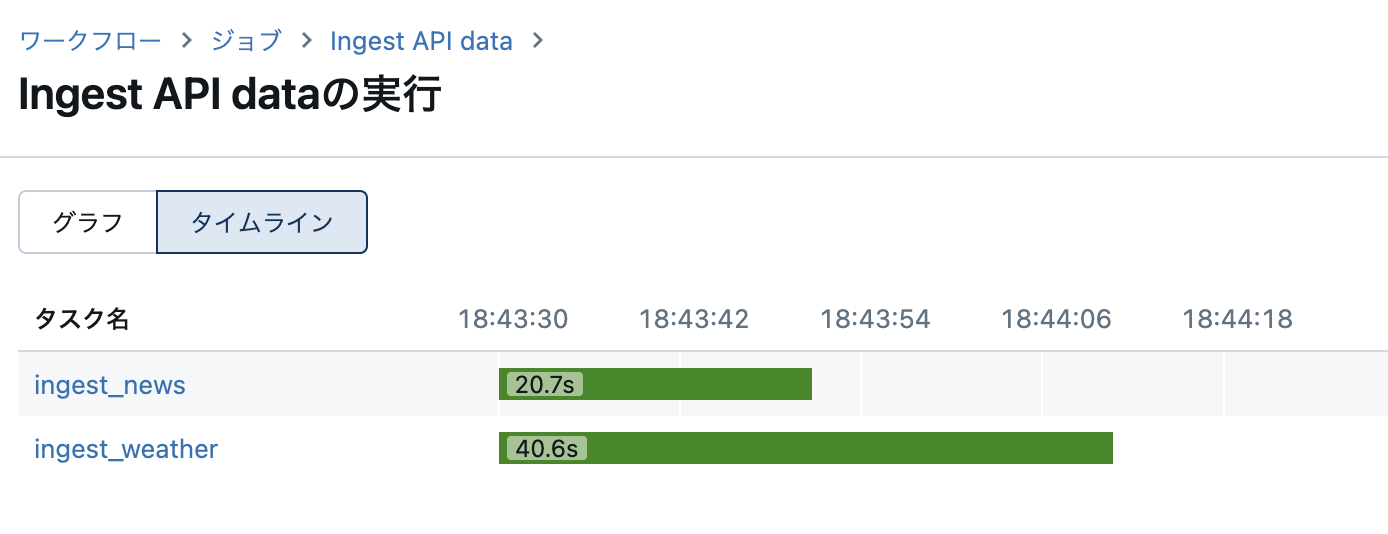 ワークフロー > ジョブ > Ingest API data >
Ingest API dataの実行
グラフ タイムライン
タスク名 18:43:30 18:43:42 18:43:54 18:44:06 18:44:18
ingest_news 20.7s
ingest_weather 40.6s